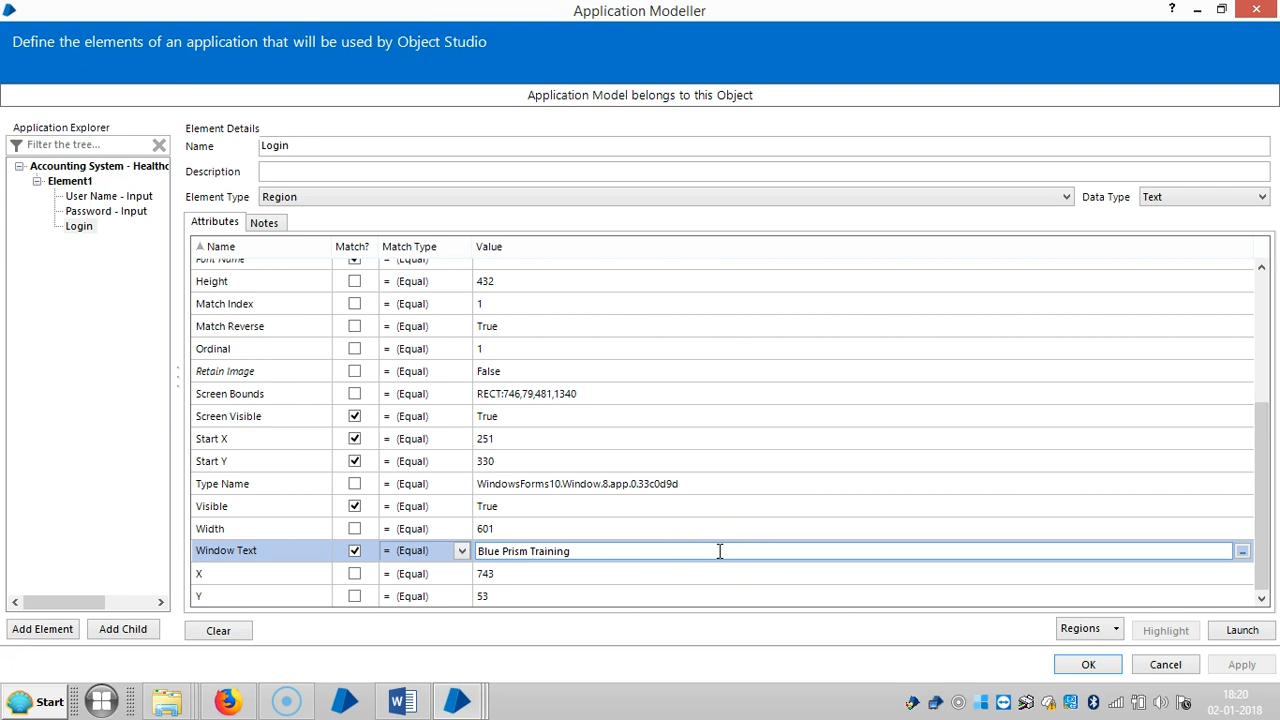 Application Modeller
?
Define the elements of an application that will be used by Object Studio
Application Model belongs to this Object
Application Explorer
Filter the tree...
Accounting System - Healthc
Element1
User Name - Input
Password - Input
Login
Element Details
Name Login
Description
Element Type Region Data Type Text
Attributes Notes
Name Match? Match Type Value
Font Name = (Equal)
Height = (Equal) 432
Match Index = (Equal) 1
Match Reverse = (Equal) True
Ordinal = (Equal) 1
Retain Image = (Equal) False
Screen Bounds = (Equal) RECT:746,79,481,1340
Screen Visible = (Equal) True
Start X = (Equal) 251
Start Y = (Equal) 330
Type Name = (Equal) WindowsForms10.Window.8.app.0.33c0d9d
Visible = (Equal) True
Width = (Equal) 601
Window Text = (Equal) Blue Prism Training
X = (Equal) 743
Y = (Equal) 53
Add Element Add Child Clear Regions Highlight Launch
OK Cancel Apply
Start
18:20
02-01-2018